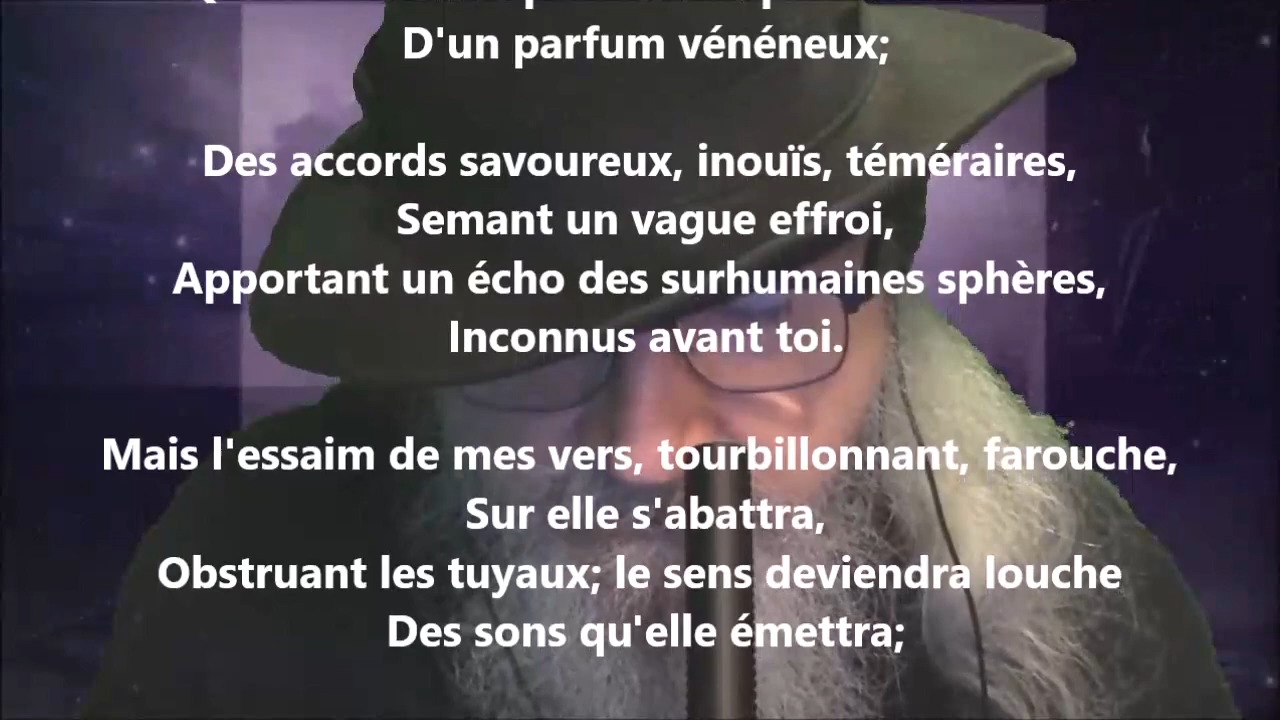 D'un parfum vénéneux;
Des accords savoureux, inouïs, téméraires,
Semant un vague effroi,
Apportant un écho des surhumaines sphères,
Inconnus avant toi.
Mais l'essaim de mes vers, tourbillonnant, farouche,
Sur elle s'abattra,
Obstruant les tuyaux; le sens deviendra louche
Des sons qu'elle émettra;